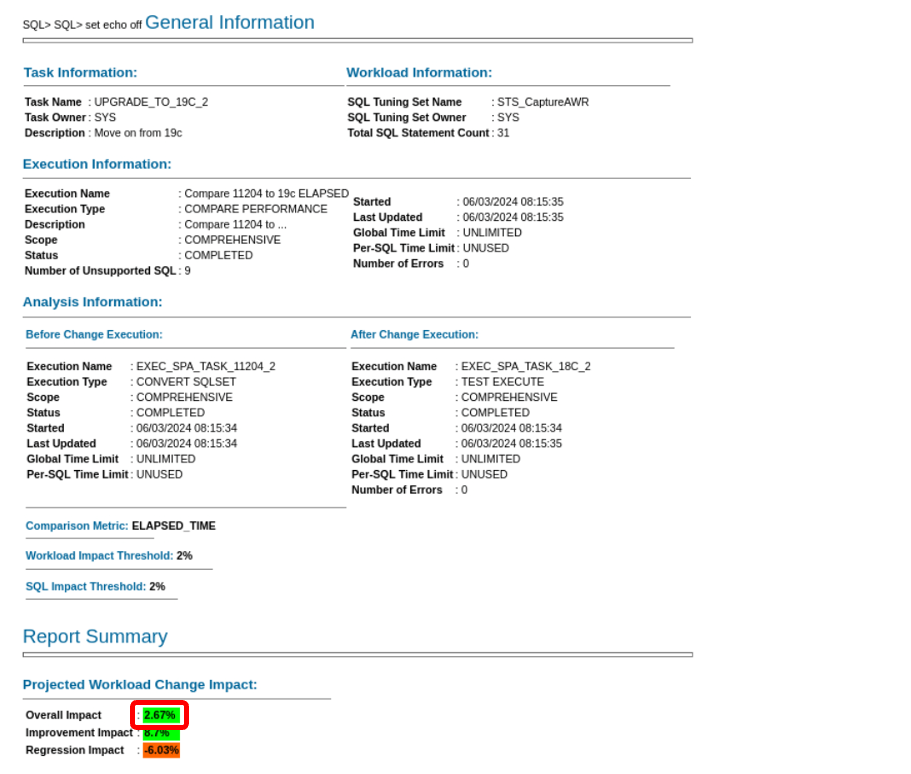 SQL> SQL> set echo off General Information
Task Information:
Task Name : UPGRADE_TO_19C_2
Task Owner : SYS
Description : Move on from 19c
Workload Information:
SQL Tuning Set Name : STS_CaptureAWR
SQL Tuning Set Owner : SYS
Total SQL Statement Count : 31
Execution Information:
Execution Name : Compare 11204 to 19c ELAPSED
Execution Type : COMPARE PERFORMANCE
Description : Compare 11204 to ...
Scope : COMPREHENSIVE
Status : COMPLETED
Number of Unsupported SQL : 9
Started : 06/03/2024 08:15:35
Last Updated : 06/03/2024 08:15:35
Global Time Limit : UNLIMITED
Per-SQL Time Limit : UNUSED
Number of Errors : 0
Analysis Information:
Before Change Execution:
Execution Name : EXEC_SPA_TASK_11204_2
Execution Type : CONVERT SQLSET
Scope : COMPREHENSIVE
Status : COMPLETED
Started : 06/03/2024 08:15:34
Last Updated : 06/03/2024 08:15:34
Global Time Limit : UNLIMITED
Per-SQL Time Limit : UNUSED
After Change Execution:
Execution Name : EXEC_SPA_TASK_18C_2
Execution Type : TEST EXECUTE
Scope : COMPREHENSIVE
Status : COMPLETED
Started : 06/03/2024 08:15:34
Last Updated : 06/03/2024 08:15:35
Global Time Limit : UNLIMITED
Per-SQL Time Limit : UNUSED
Number of Errors : 0
Comparison Metric: ELAPSED_TIME
Workload Impact Threshold: 2%
SQL Impact Threshold: 2%
Report Summary
Projected Workload Change Impact:
Overall Impact : 2.67%
Improvement Impact : 8.7%
Regression Impact : -6.03%